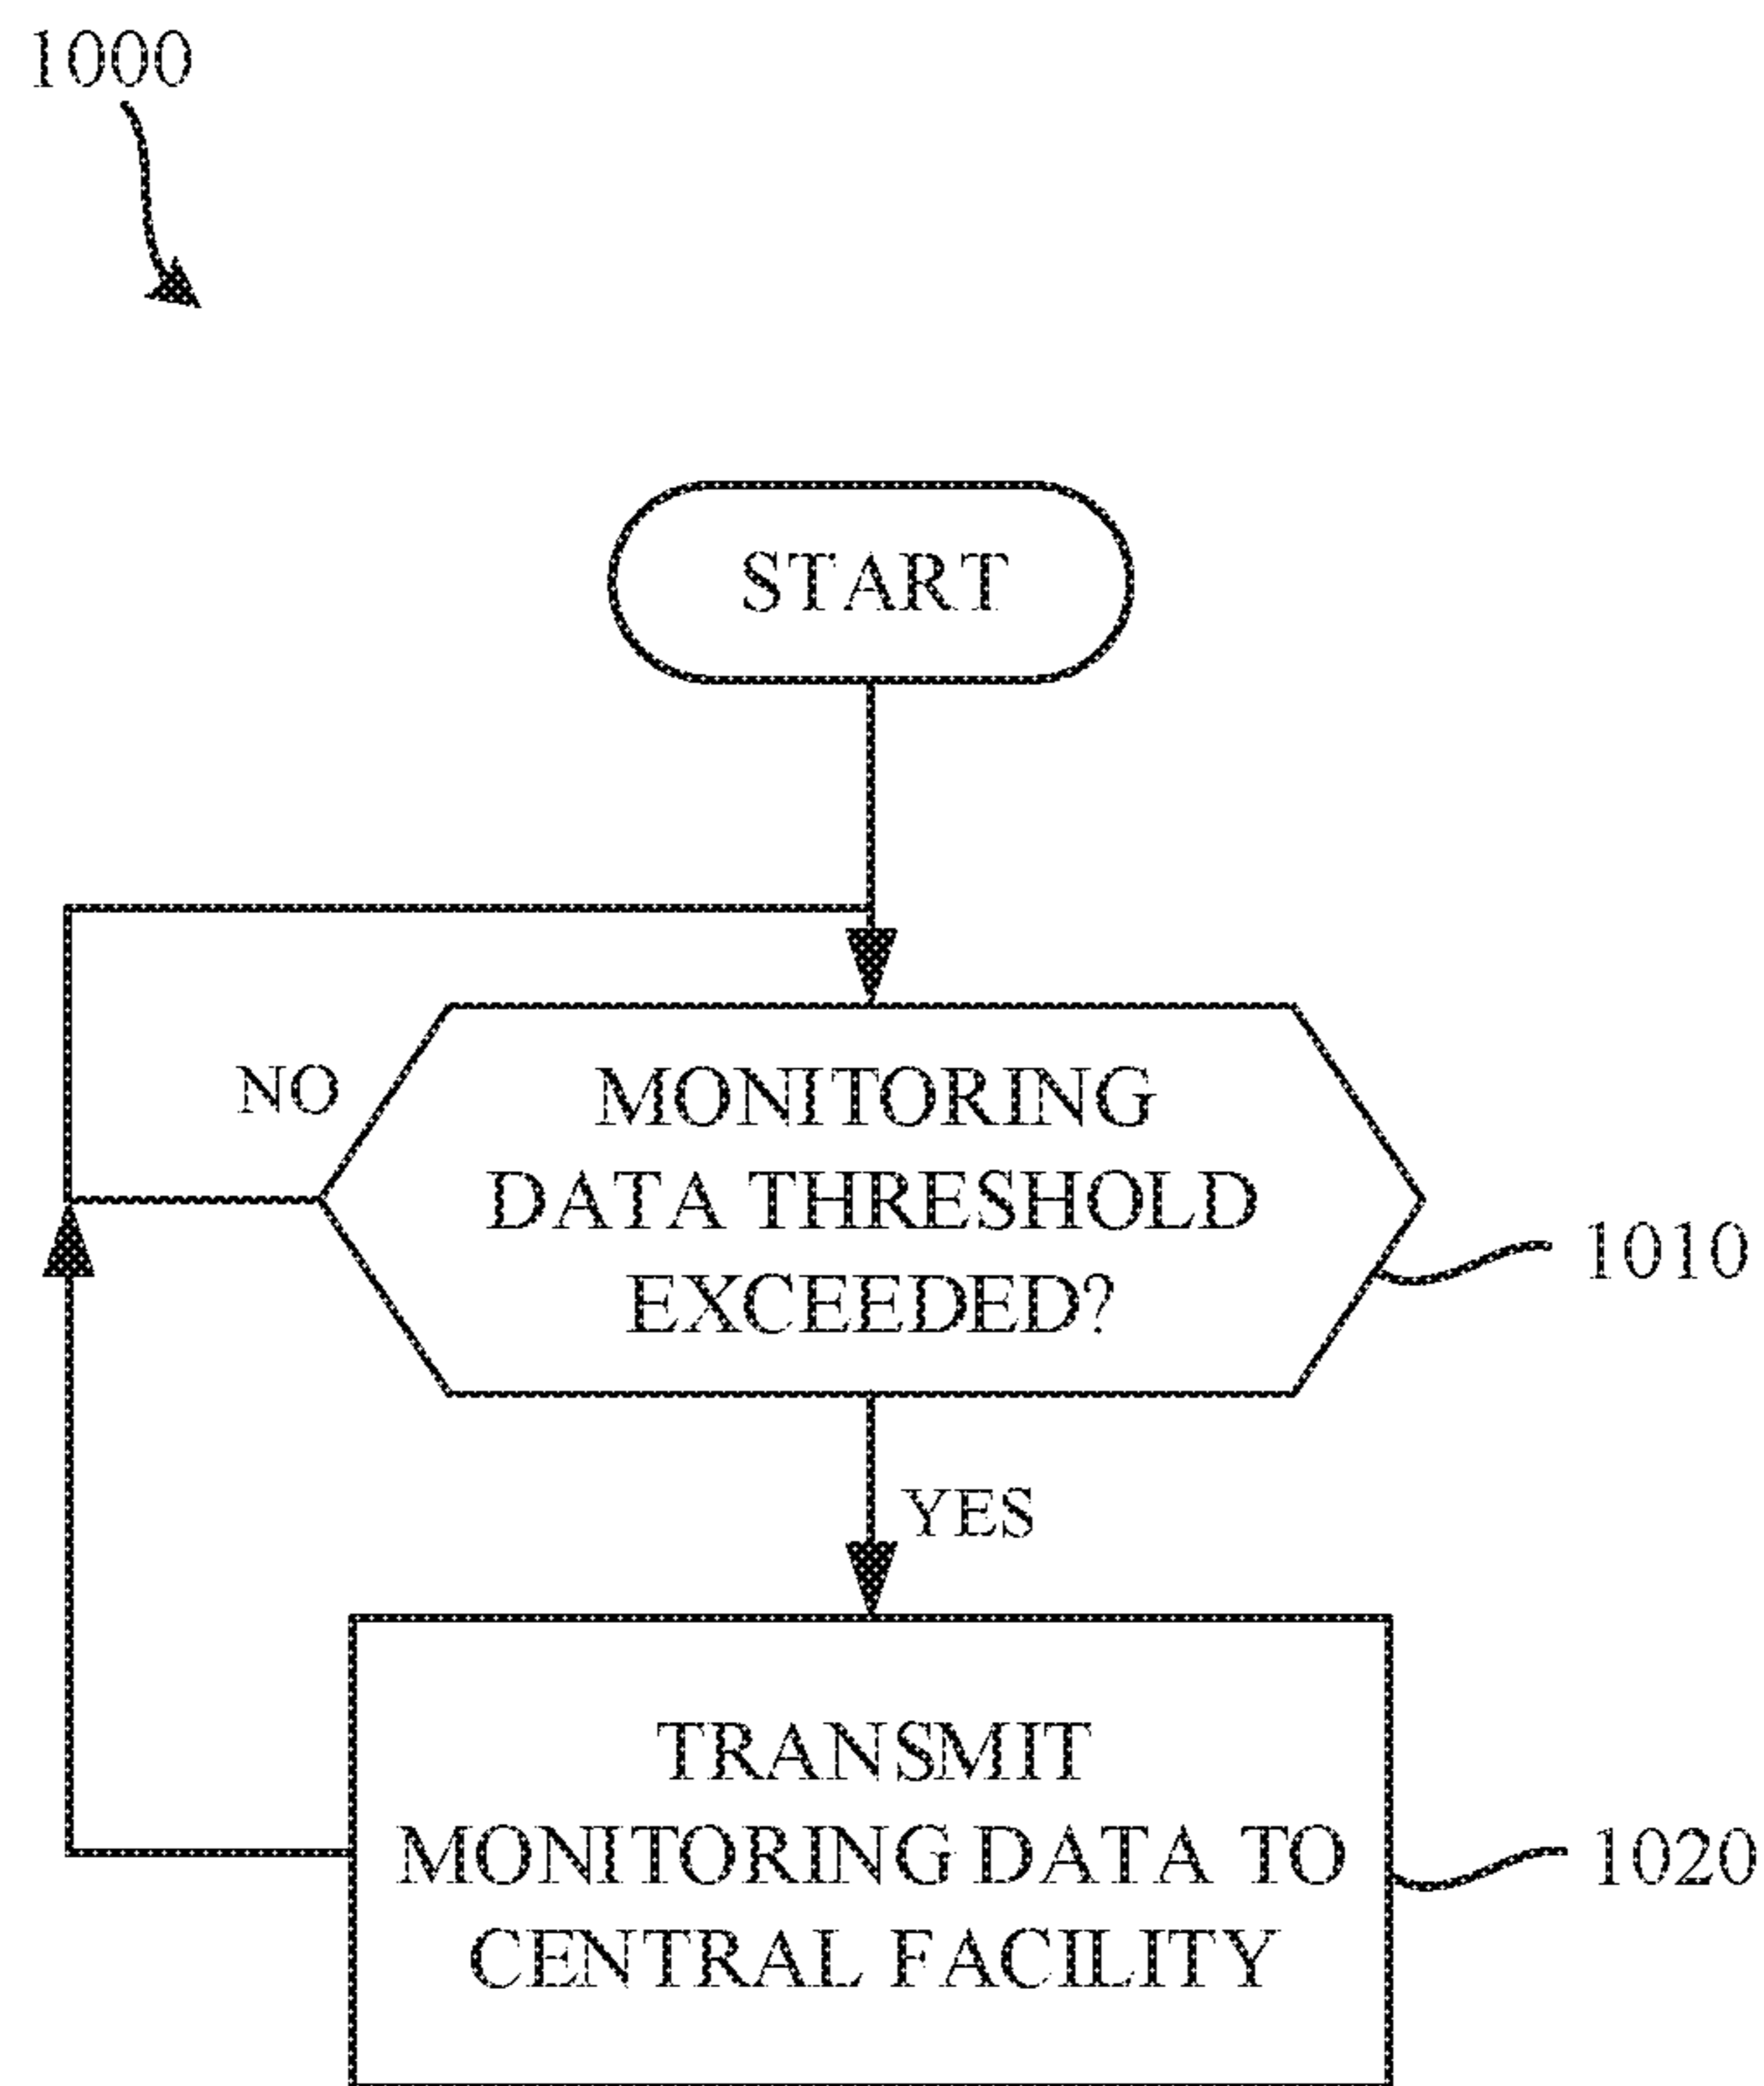 1000
START
NO
MONITORING
DATA THRESHOLD
EXCEEDED?
1010
YES
TRANSMIT
MONITORING DATA TO
CENTRAL FACILITY
1020